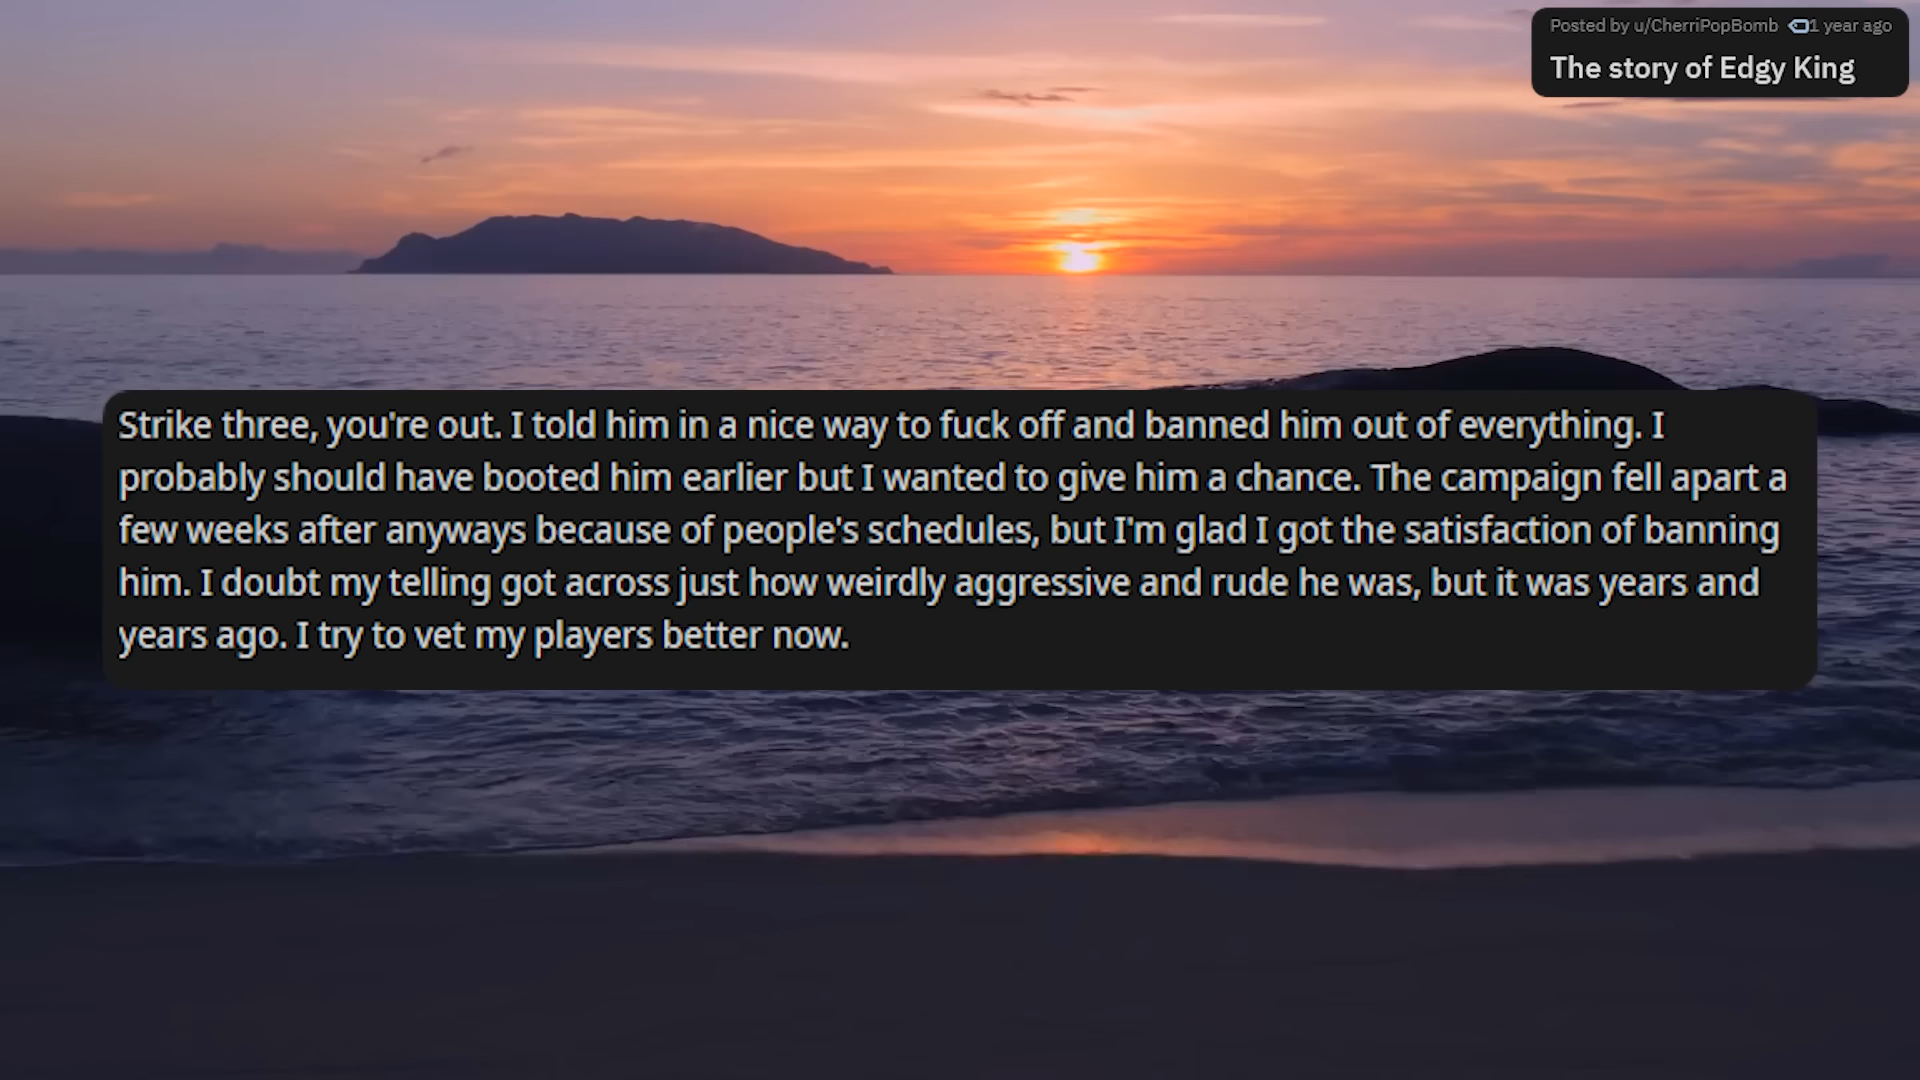 Posted by u/CherriPopBomb 1 year ago
The story of Edgy King
Strike three, you're out. I told him in a nice way to fuck off and banned him out of everything. I
probably should have booted him earlier but I wanted to give him a chance. The campaign fell apart a
few weeks after anyways because of people's schedules, but I'm glad I got the satisfaction of banning
him. I doubt my telling got across just how weirdly aggressive and rude he was, but it was years and
years ago. I try to vet my players better now.